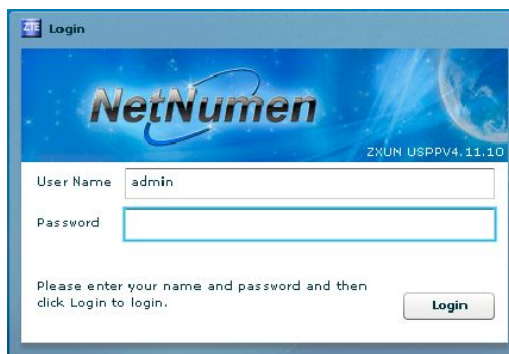 ZTE Login
NetNumen
ZXUN USPPV4.11.10
User Name admin
Password
Please enter your name and password and then
click Login to login.
Login